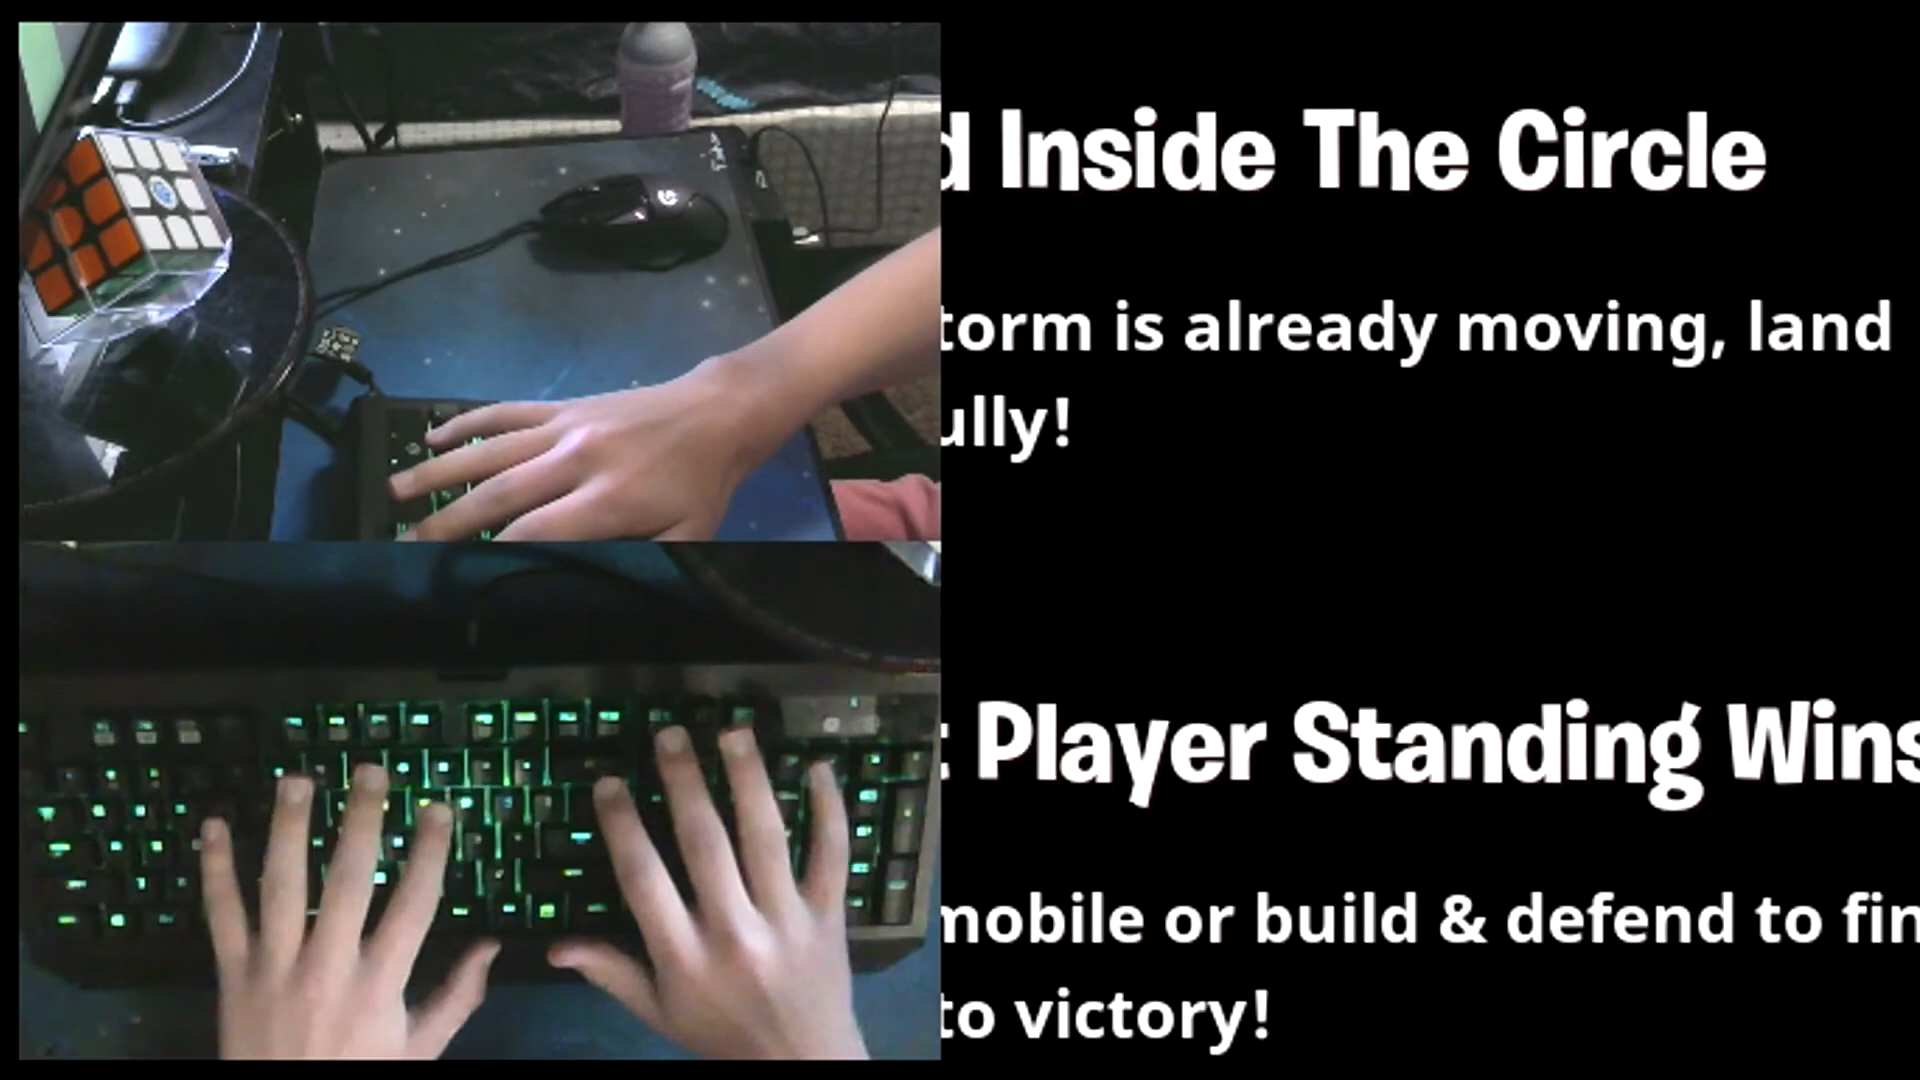 d Inside The Circle
torm is already moving, land
ully!
t Player Standing Wins
mobile or build & defend to fin
to victory!